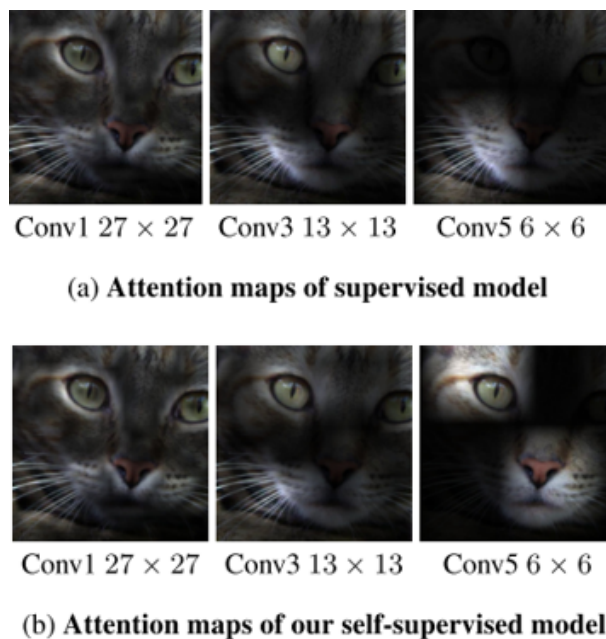 Conv1 27 × 27 Conv3 13 × 13 Conv5 6 × 6
(a) Attention maps of supervised model
Conv1 27 × 27 Conv3 13 × 13 Conv5 6 × 6
(b) Attention maps of our self-supervised model